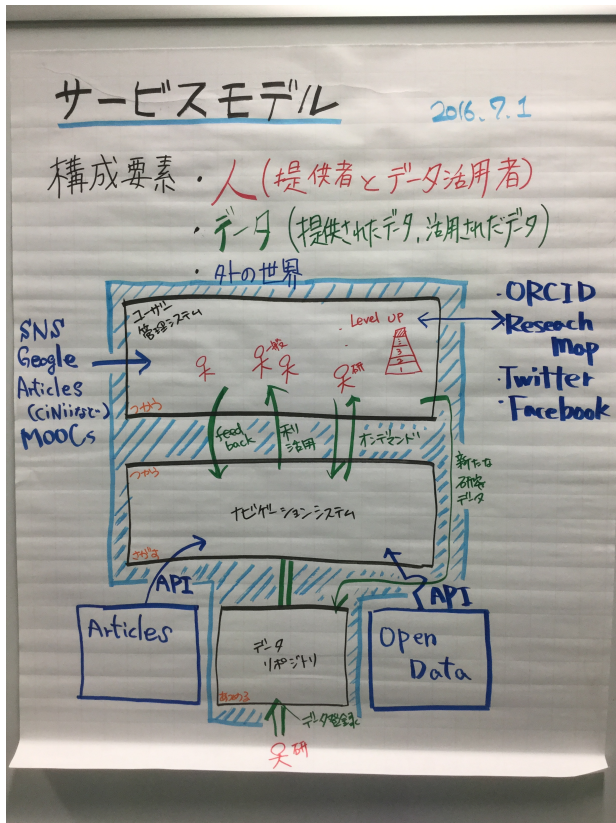 サービスモデル
2016.7.1
構成要素・人(提供者とデータ活用者)
・データ(提供されたデータ、活用されたデータ)
・外の世界
ユーザー
管理システム
Level up
SNS
Google
Articles
(CiNiiなど)
MOOCs
・ORCID
・Reseach
Map
・Twitter
・Facebook
一般
研
3
2
1
つかう
feed
back
利
活用
オンデマンド
新たな
研究
データ
つかう
ナビゲーションシステム
さがす
API
API
Articles
データ
リポジトリ
Open
Data
あつめる
データ登録
研